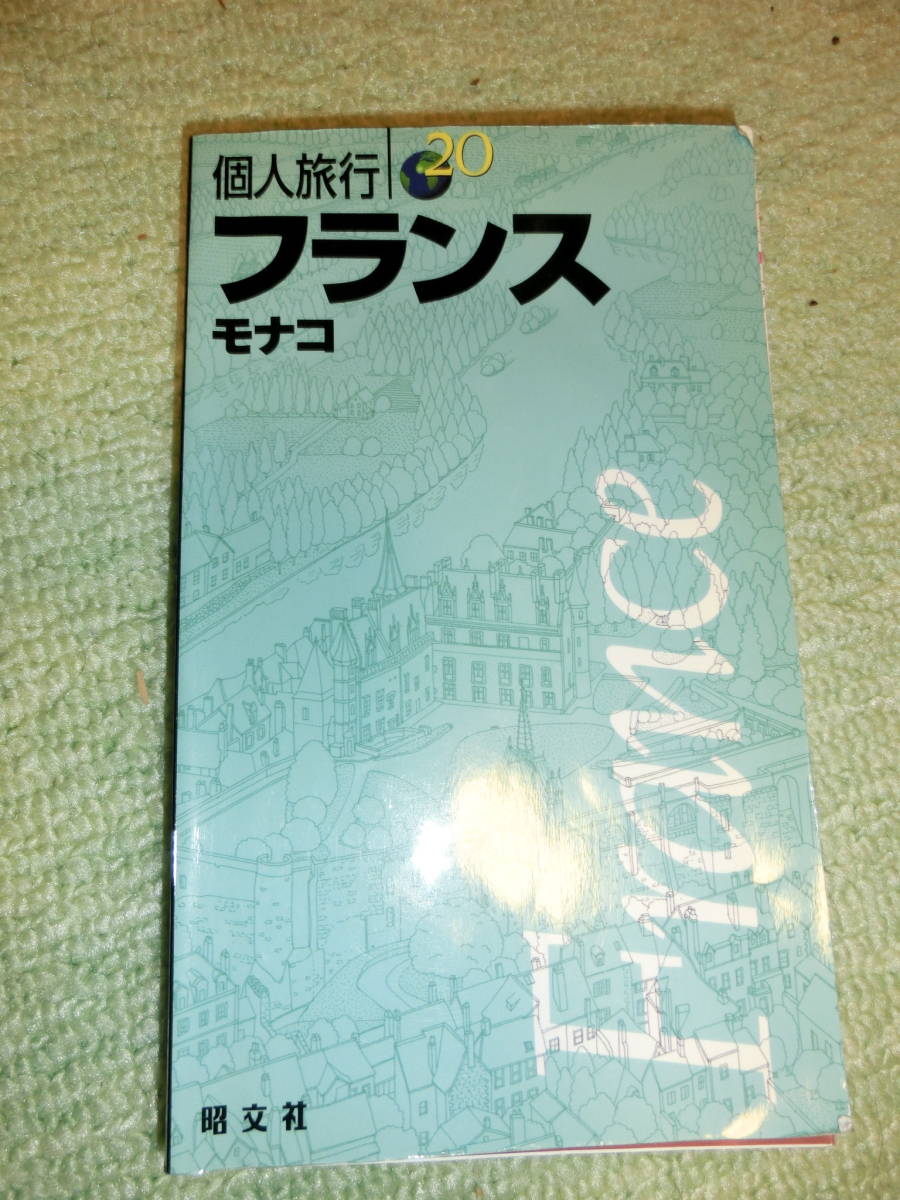 個人旅行 20
フランス
モナコ
France
昭文社